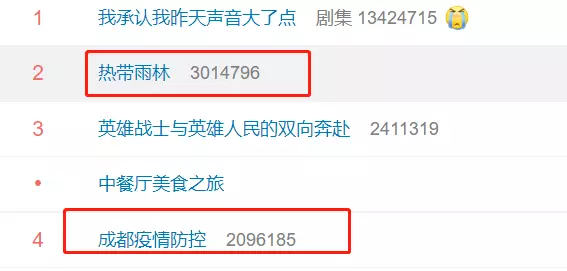 1 我承认我昨天声音大了点 剧集 13424715 😭
2 热带雨林 3014796
3 英雄战士与英雄人民的双向奔赴 2411319
• 中餐厅美食之旅
4 成都疫情防控 2096185